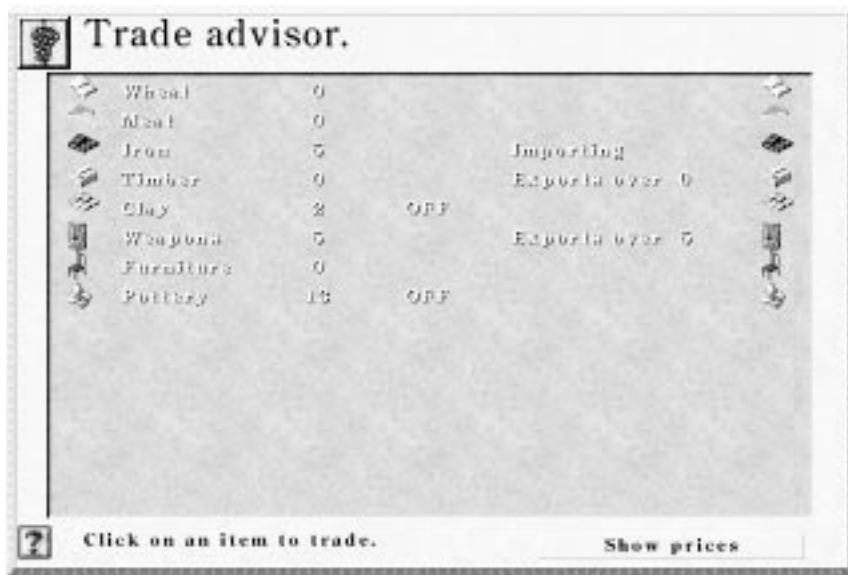 Trade advisor.
Wheat 0
Meat 0
Iron 5 Importing
Timber 0 Exports over 0
Clay 2 OFF
Weapons 5 Exports over 5
Furniture 0
Pottery 13 OFF
? Click on an item to trade. Show prices